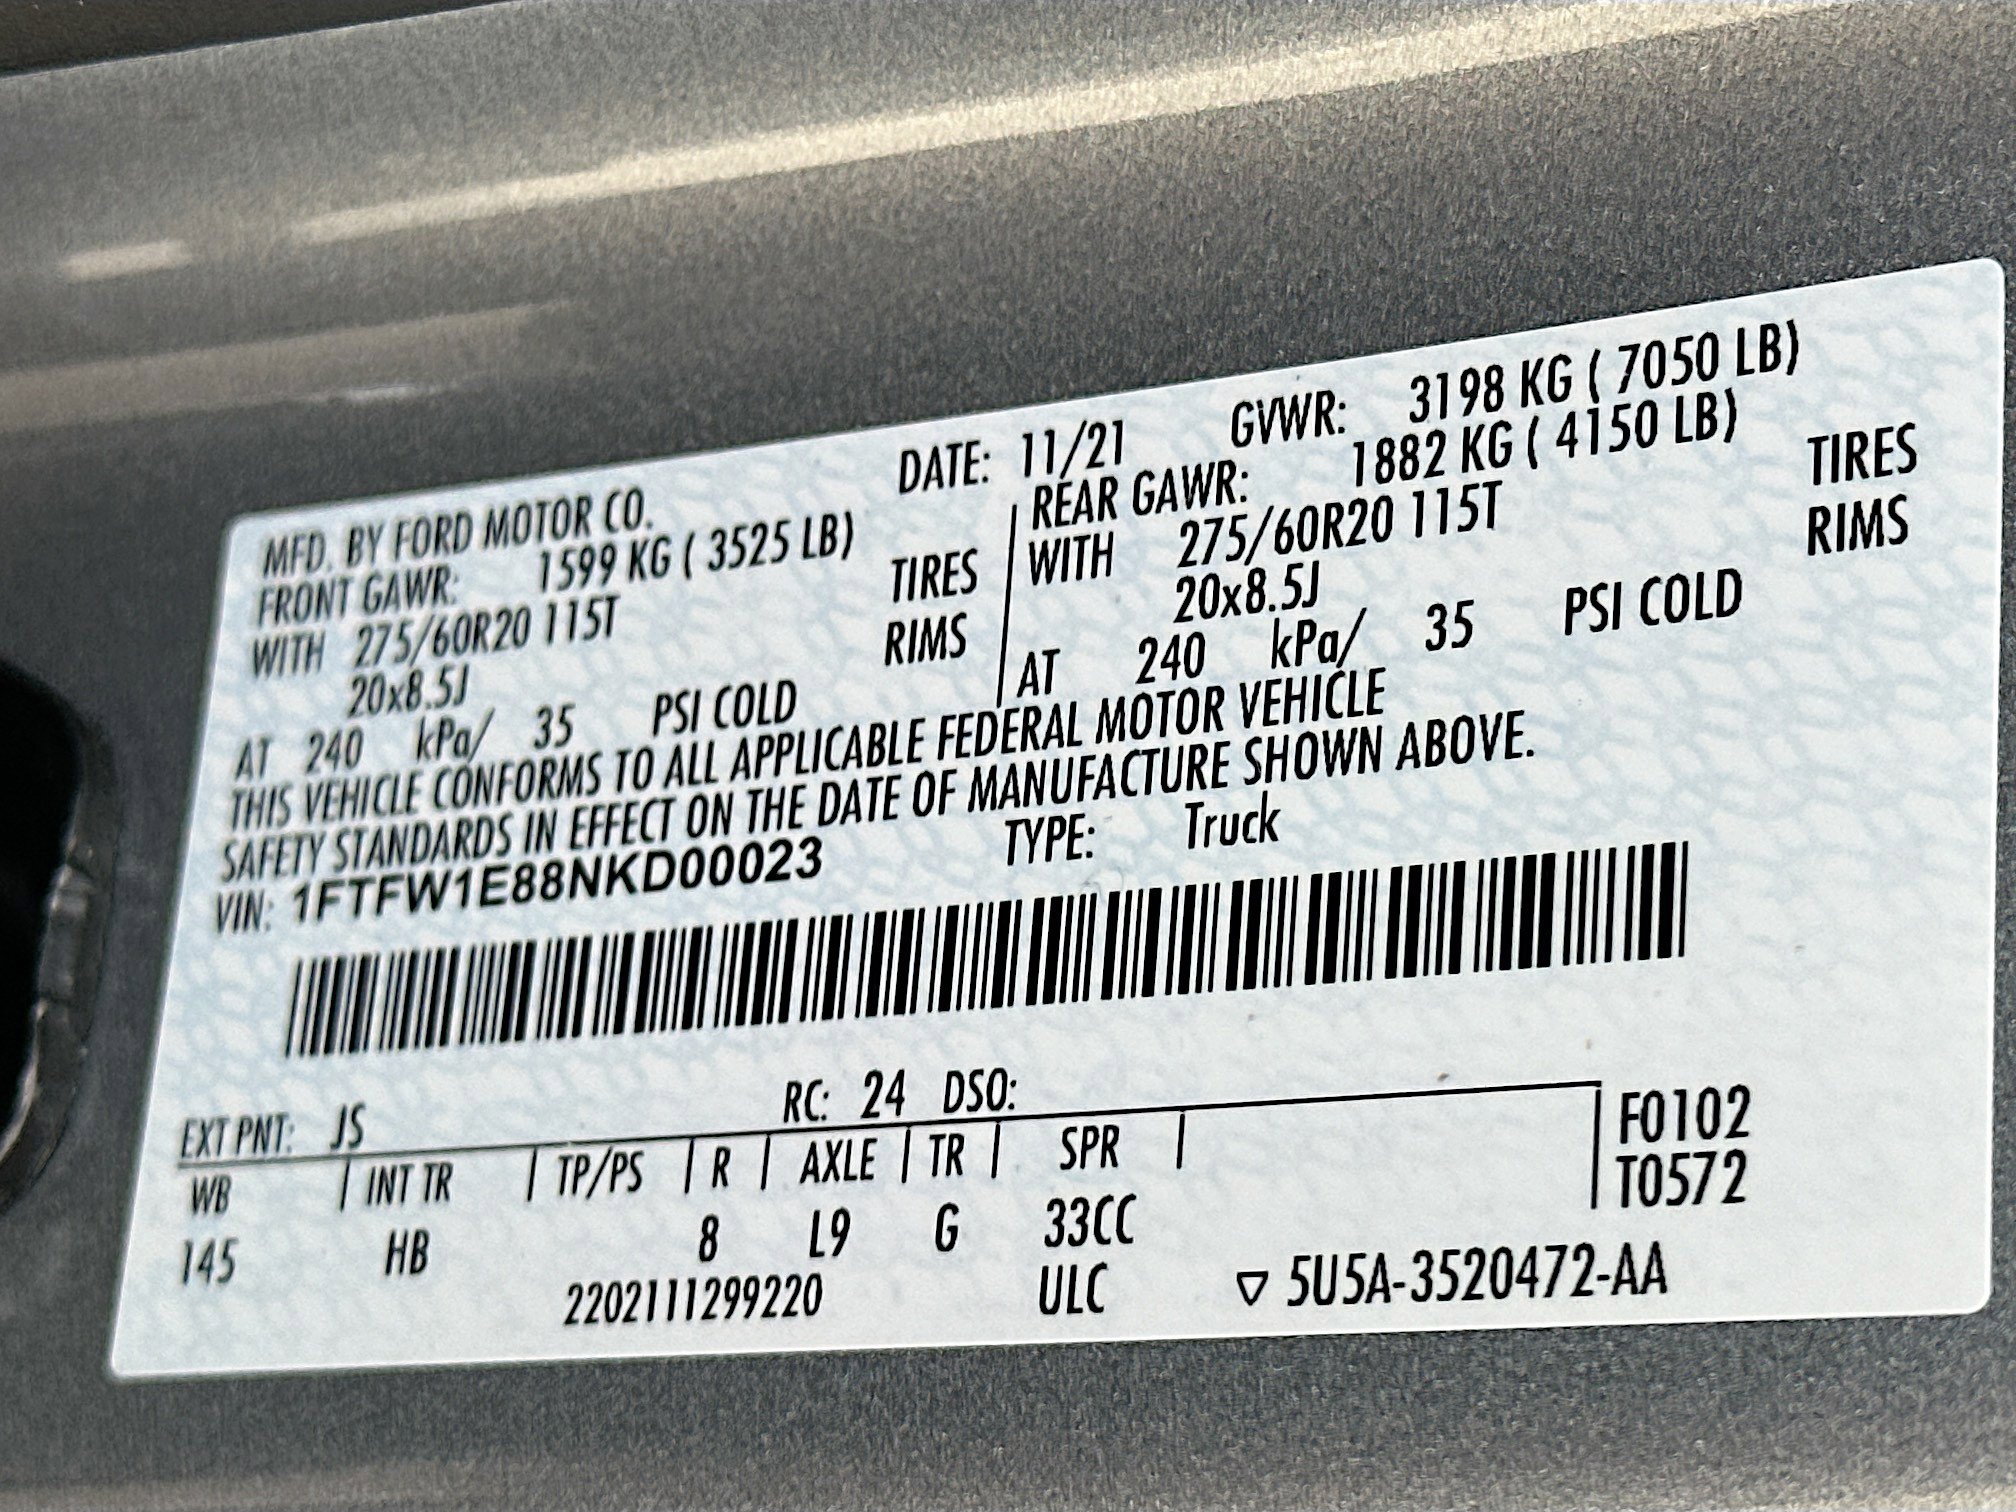 MFD. BY FORD MOTOR CO. DATE: 11/21 GVWR: 3198 KG ( 7050 LB)
FRONT GAWR: 1599 KG ( 3525 LB) REAR GAWR: 1882 KG ( 4150 LB)
WITH 275/60R20 115T TIRES WITH 275/60R20 115T TIRES
20x8.5J RIMS 20x8.5J RIMS
AT 240 kPa/ 35 PSI COLD AT 240 kPa/ 35 PSI COLD
THIS VEHICLE CONFORMS TO ALL APPLICABLE FEDERAL MOTOR VEHICLE
SAFETY STANDARDS IN EFFECT ON THE DATE OF MANUFACTURE SHOWN ABOVE.
VIN: 1FTFW1E88NKD00023 TYPE: Truck
EXT PNT: JS RC: 24 DSO:
WB | INT TR | TP/PS | R | AXLE | TR | SPR | F0102
T0572
145 HB 8 L9 G 33CC
2202111299220 ULC ▽ 5U5A-3520472-AA